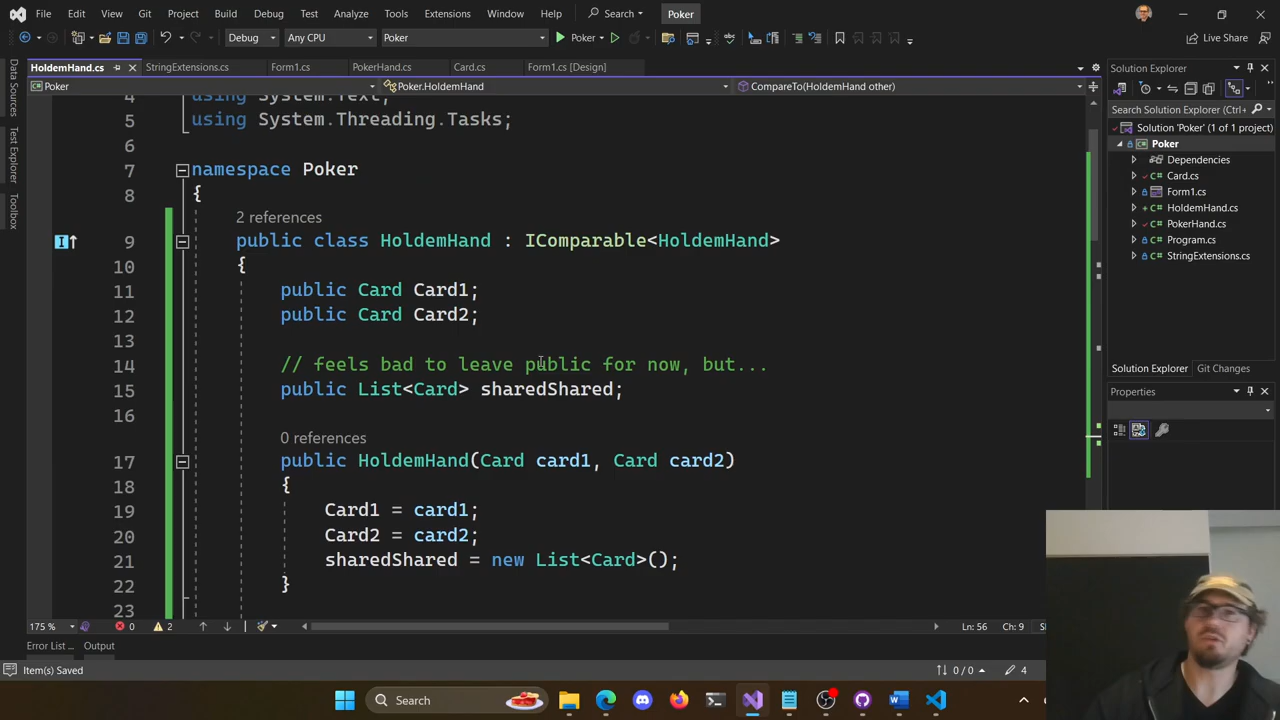 File Edit View Git Project Build Debug Test Analyze Tools Extensions Window Help Search Poker
Debug Any CPU Poker Poker Live Share
HoldemHand.cs StringExtensions.cs Form1.cs PokerHand.cs Card.cs Form1.cs [Design]
Poker Poker.HoldemHand CompareTo(HoldemHand other)
Data Sources
Test Explorer
Toolbox
4 using System.Text;
5 using System.Threading.Tasks;
6
7 namespace Poker
8 {
2 references
9 public class HoldemHand : IComparable<HoldemHand>
10 {
11 public Card Card1;
12 public Card Card2;
13
14 // feels bad to leave public for now, but...
15 public List<Card> sharedShared;
16
0 references
17 public HoldemHand(Card card1, Card card2)
18 {
19 Card1 = card1;
20 Card2 = card2;
21 sharedShared = new List<Card>();
22 }
23
175 % 0 2 Ln: 56 Ch: 9
Error List ... Output
Item(s) Saved 0 / 0 4
Solution Explorer
Search Solution Explorer (Ctrl+
Solution 'Poker' (1 of 1 project)
Poker
Dependencies
C# Card.cs
Form1.cs
C# HoldemHand.cs
C# PokerHand.cs
C# Program.cs
C# StringExtensions.cs
Solution Explorer Git Changes
Properties
Search